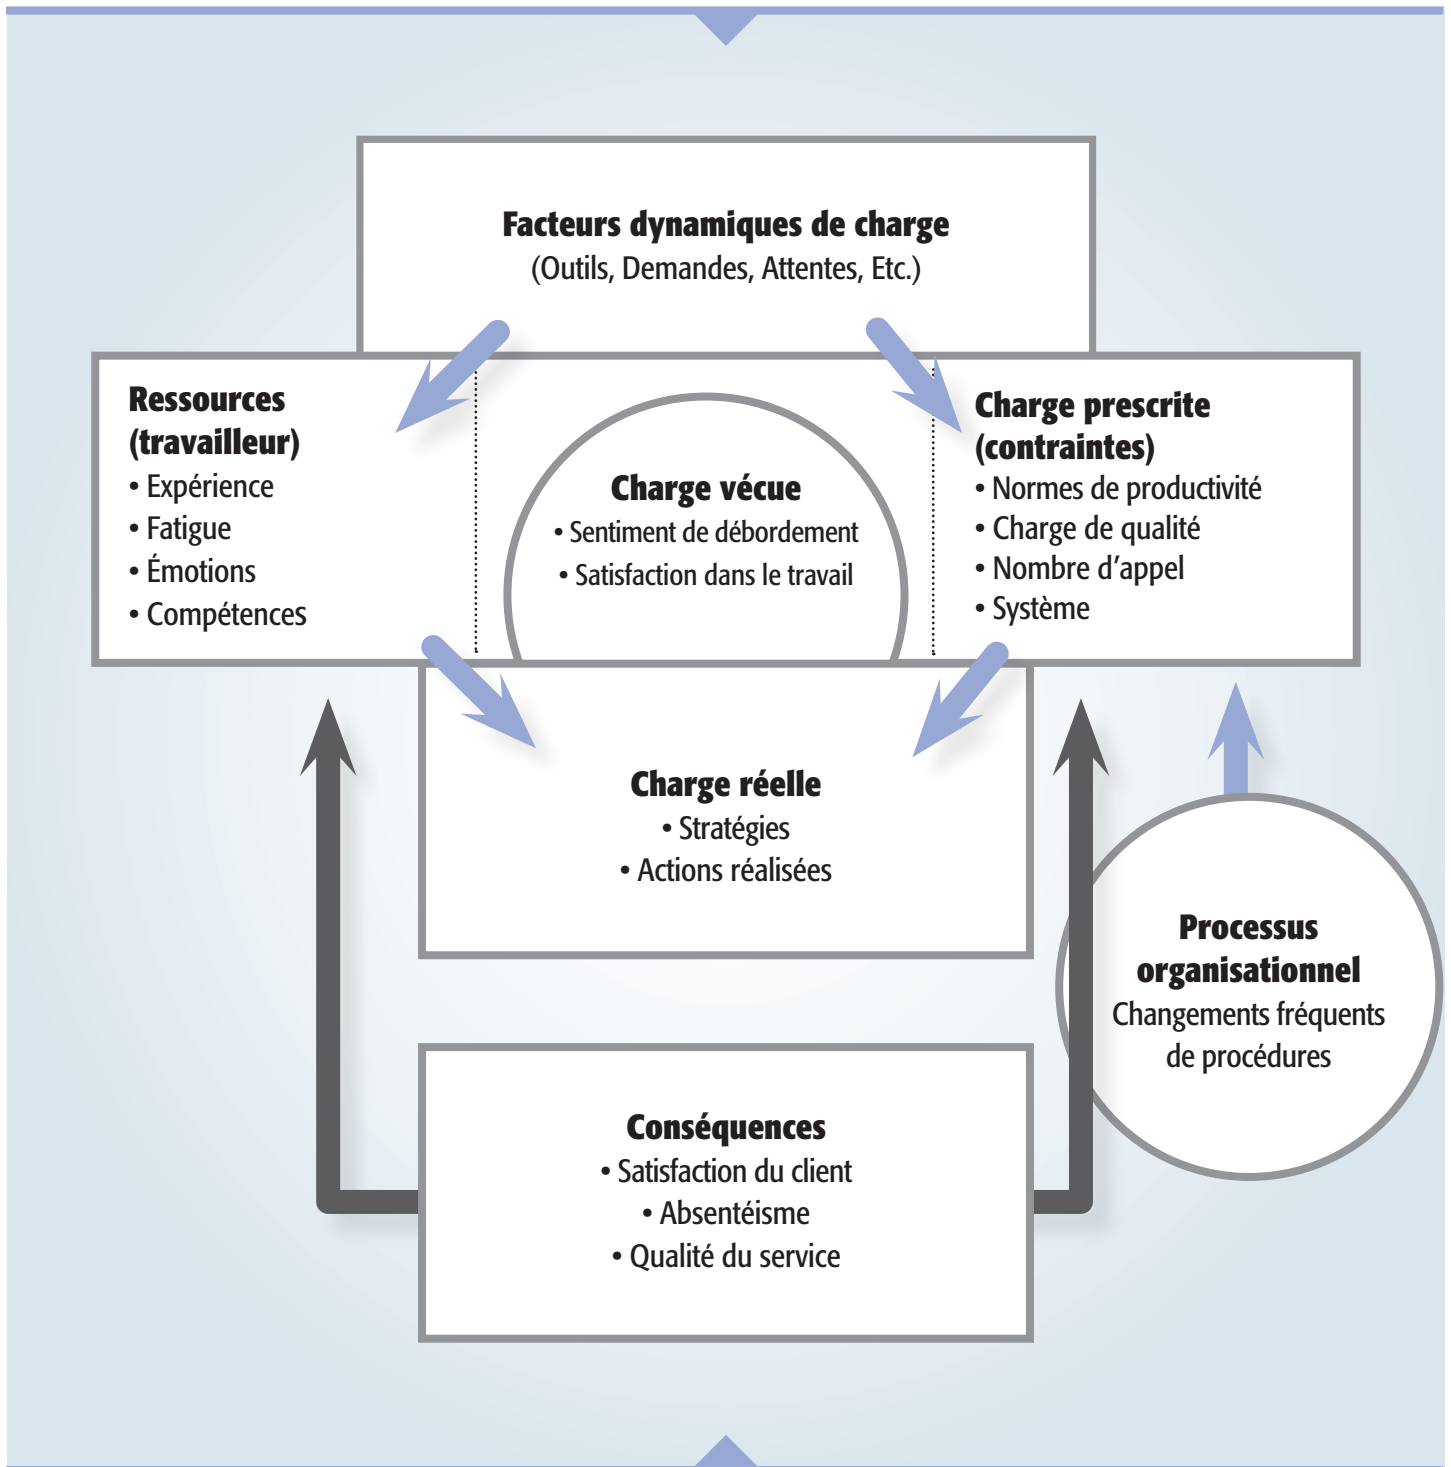 Facteurs dynamiques de charge
(Outils, Demandes, Attentes, Etc.)
Ressources
(travailleur)
• Expérience
• Fatigue
• Émotions
• Compétences
Charge vécue
• Sentiment de débordement
• Satisfaction dans le travail
Charge prescrite
(contraintes)
• Normes de productivité
• Charge de qualité
• Nombre d’appel
• Système
Charge réelle
• Stratégies
• Actions réalisées
Processus
organisationnel
Changements fréquents
de procédures
Conséquences
• Satisfaction du client
• Absentéisme
• Qualité du service